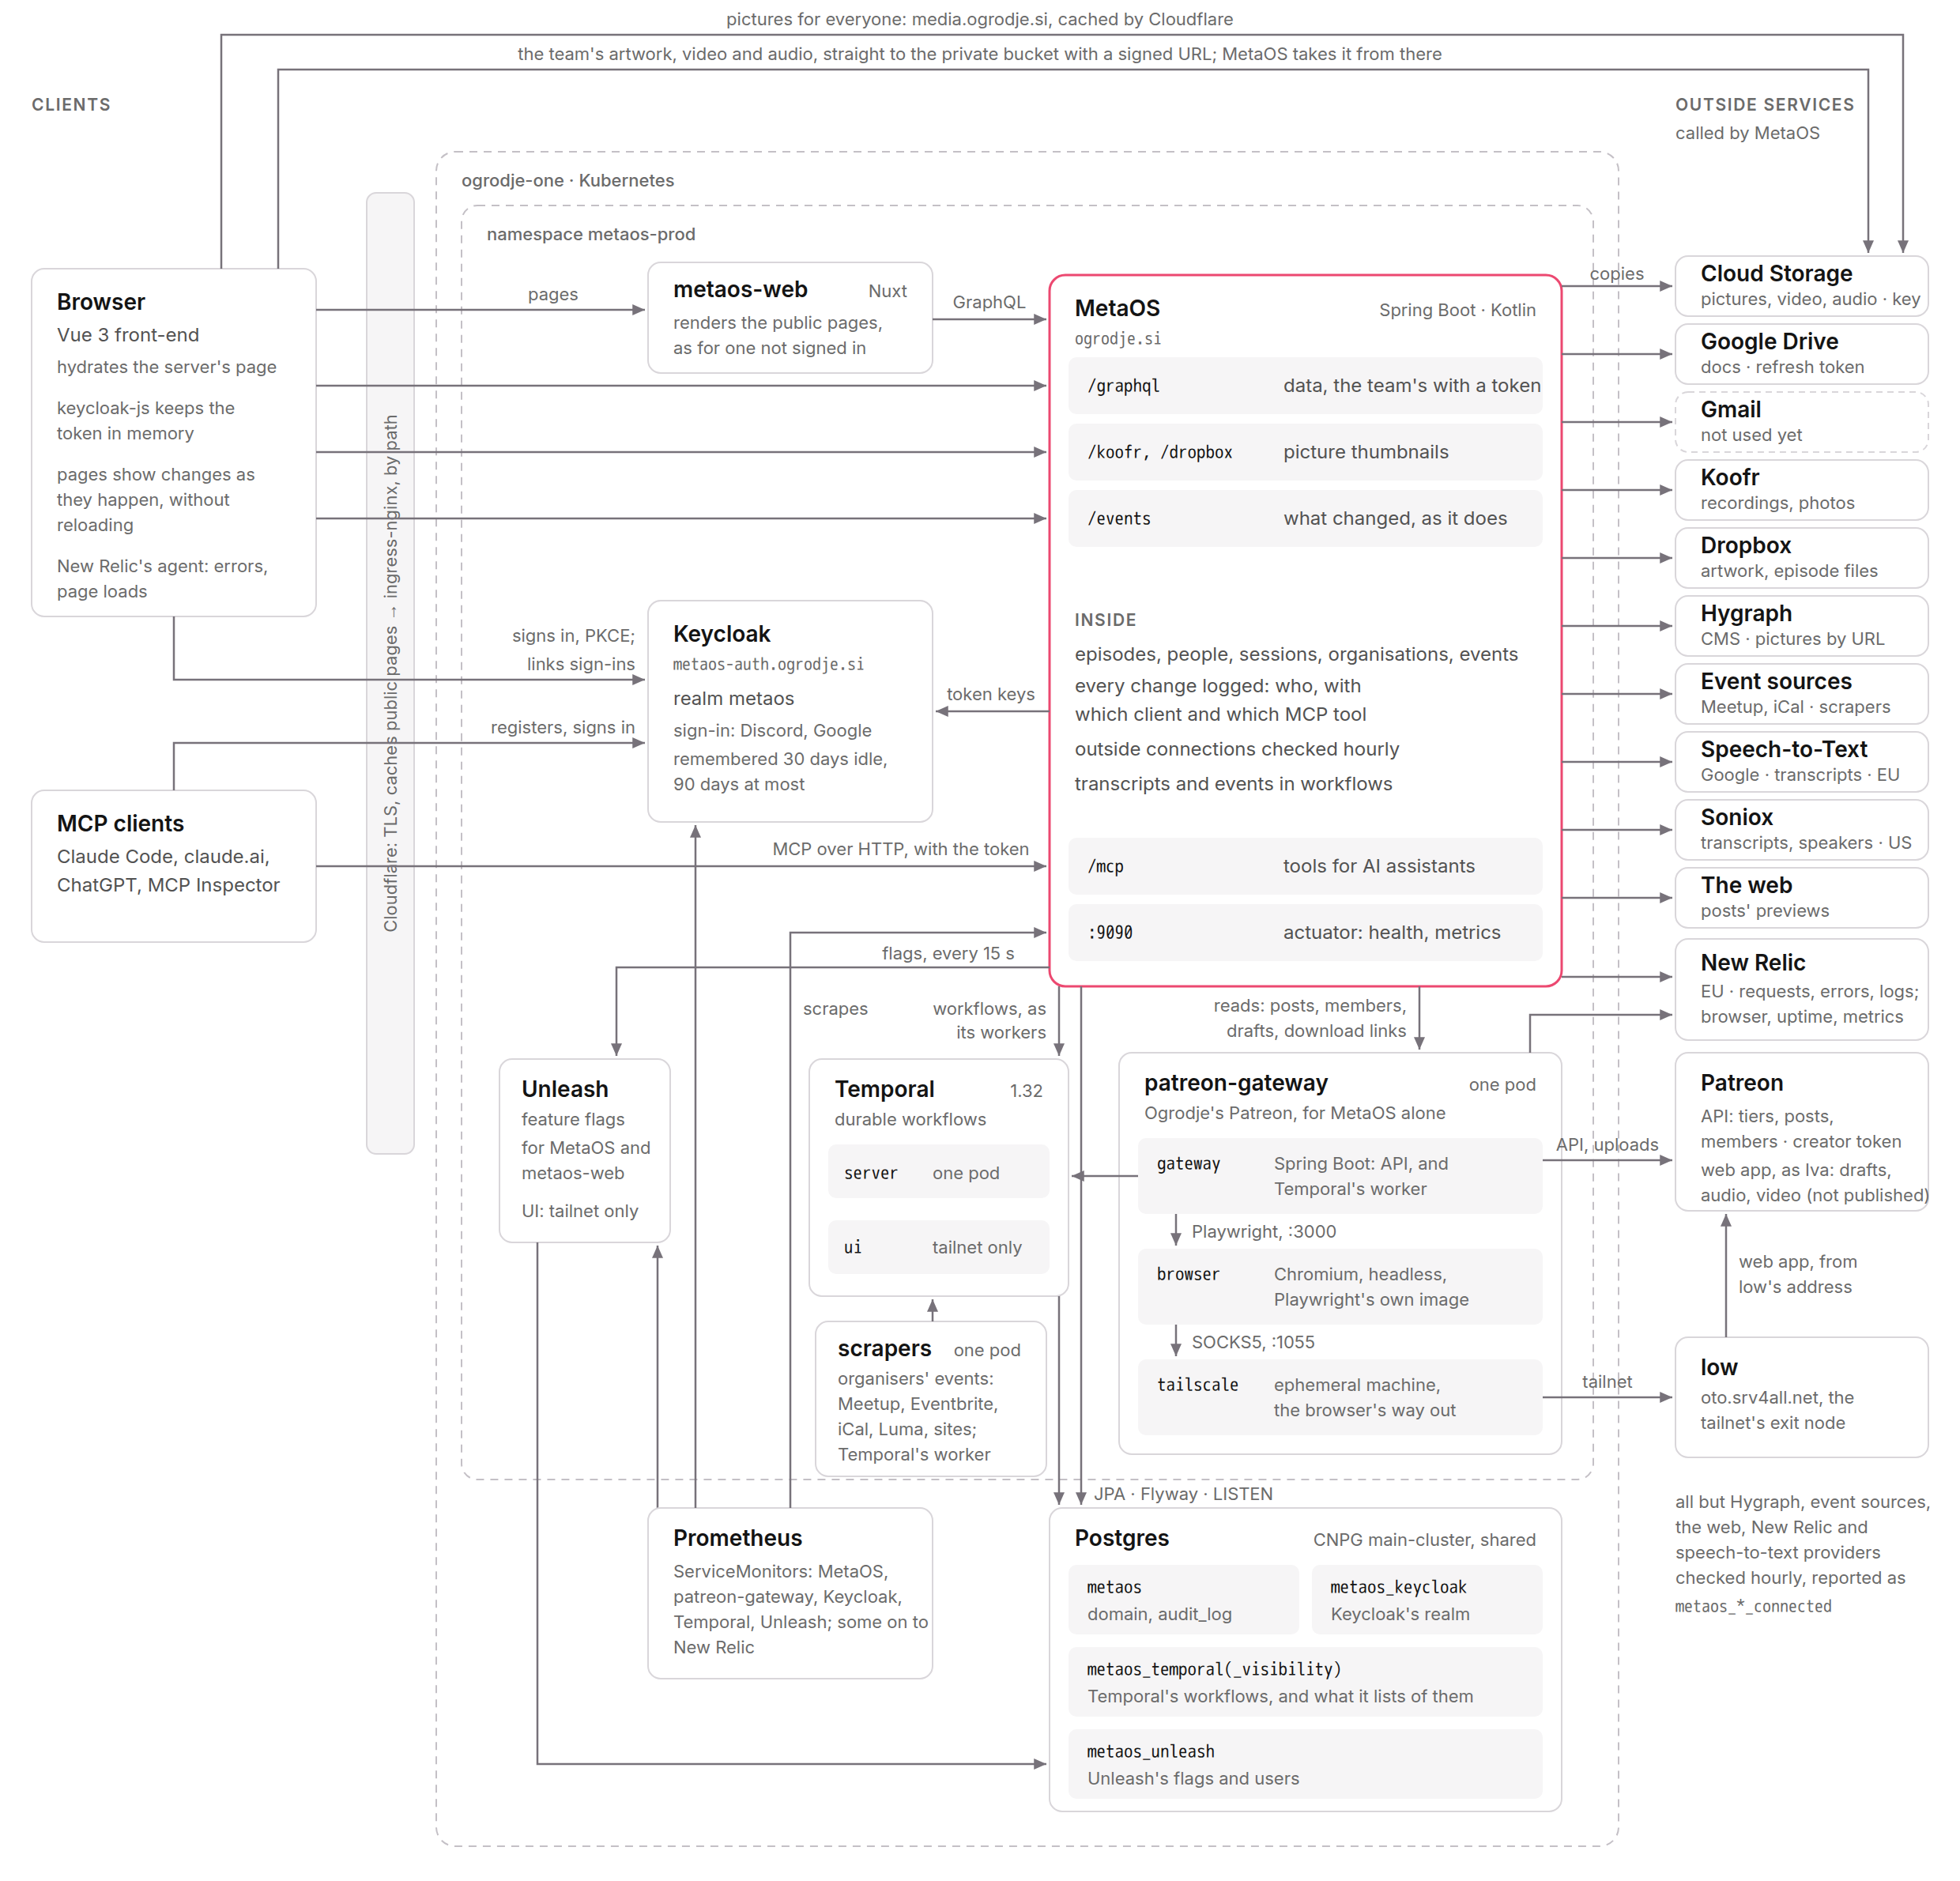 pictures for everyone: media.ogrodje.si, cached by Cloudflare
the team's artwork, video and audio, straight to the private bucket with a signed URL; MetaOS takes it from there
CLIENTS
OUTSIDE SERVICES
called by MetaOS
ogrodje-one · Kubernetes
namespace metaos-prod
Cloudflare: TLS, caches public pages → ingress-nginx, by path
Browser
Vue 3 front-end
hydrates the server's page
keycloak-js keeps the
token in memory
pages show changes as
they happen, without
reloading
New Relic's agent: errors,
page loads
MCP clients
Claude Code, claude.ai,
ChatGPT, MCP Inspector
pages
metaos-web
Nuxt
renders the public pages,
as for one not signed in
GraphQL
signs in, PKCE;
links sign-ins
registers, signs in
Keycloak
metaos-auth.ogrodje.si
realm metaos
sign-in: Discord, Google
remembered 30 days idle,
90 days at most
token keys
MCP over HTTP, with the token
MetaOS
Spring Boot · Kotlin
ogrodje.si
/graphql
data, the team's with a token
/koofr, /dropbox
picture thumbnails
/events
what changed, as it does
INSIDE
episodes, people, sessions, organisations, events
every change logged: who, with
which client and which MCP tool
outside connections checked hourly
transcripts and events in workflows
/mcp
tools for AI assistants
:9090
actuator: health, metrics
copies
Cloud Storage
pictures, video, audio · key
Google Drive
docs · refresh token
Gmail
not used yet
Koofr
recordings, photos
Dropbox
artwork, episode files
Hygraph
CMS · pictures by URL
Event sources
Meetup, iCal · scrapers
Speech-to-Text
Google · transcripts · EU
Soniox
transcripts, speakers · US
The web
posts' previews
New Relic
EU · requests, errors, logs;
browser, uptime, metrics
flags, every 15 s
scrapes
workflows, as
its workers
reads: posts, members,
drafts, download links
Unleash
feature flags
for MetaOS and
metaos-web
UI: tailnet only
Temporal
1.32
durable workflows
server
one pod
ui
tailnet only
scrapers
one pod
organisers' events:
Meetup, Eventbrite,
iCal, Luma, sites;
Temporal's worker
patreon-gateway
one pod
Ogrodje's Patreon, for MetaOS alone
gateway
Spring Boot: API, and
Temporal's worker
Playwright, :3000
browser
Chromium, headless,
Playwright's own image
SOCKS5, :1055
tailscale
ephemeral machine,
the browser's way out
API, uploads
Patreon
API: tiers, posts,
members · creator token
web app, as Iva: drafts,
audio, video (not published)
web app, from
low's address
tailnet
low
oto.srv4all.net, the
tailnet's exit node
all but Hygraph, event sources,
the web, New Relic and
speech-to-text providers
checked hourly, reported as
metaos_*_connected
Prometheus
ServiceMonitors: MetaOS,
patreon-gateway, Keycloak,
Temporal, Unleash; some on to
New Relic
JPA · Flyway · LISTEN
Postgres
CNPG main-cluster, shared
metaos
domain, audit_log
metaos_keycloak
Keycloak's realm
metaos_temporal(_visibility)
Temporal's workflows, and what it lists of them
metaos_unleash
Unleash's flags and users